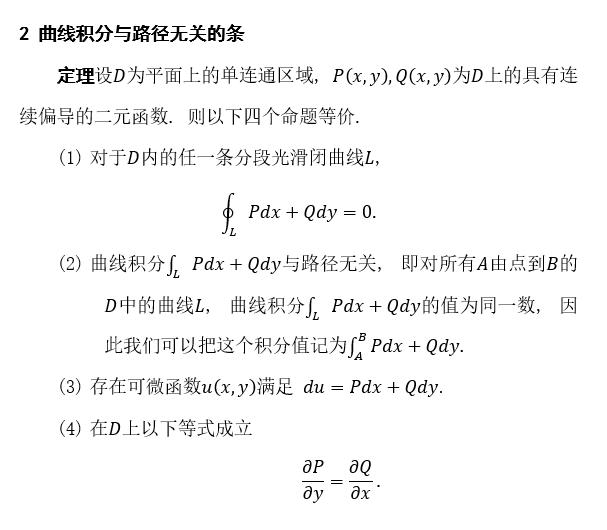 2 曲线积分与路径无关的条
定理设D为平面上的单连通区域, P(x,y),Q(x,y)为D上的具有连
续偏导的二元函数. 则以下四个命题等价.
(1) 对于D内的任一条分段光滑闭曲线L,
∮_L Pdx + Qdy = 0.
(2) 曲线积分∫_L Pdx + Qdy与路径无关, 即对所有A由点到B的
D中的曲线L, 曲线积分∫_L Pdx + Qdy的值为同一数, 因
此我们可以把这个积分值记为∫_A^B Pdx + Qdy.
(3) 存在可微函数u(x,y)满足 du = Pdx + Qdy.
(4) 在D上以下等式成立
∂P/∂y = ∂Q/∂x.